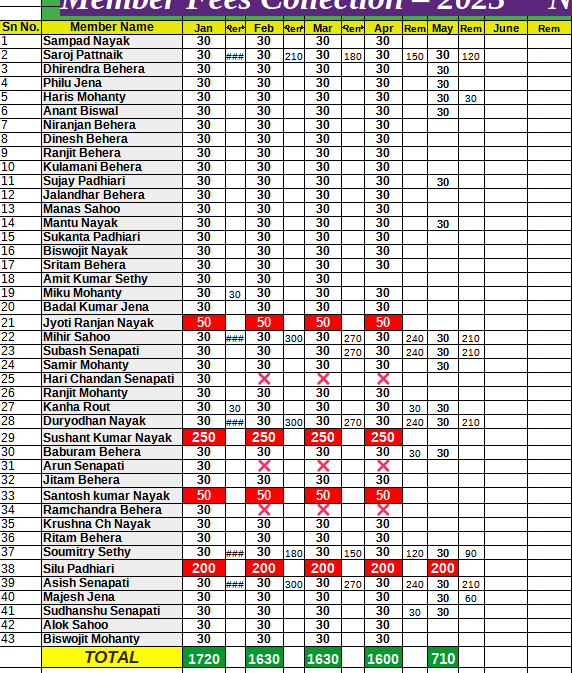 Member Fees Collection – 2023 N
Sn No. Member Name Jan Rem Feb Rem Mar Rem Apr Rem May Rem June Rem
1 Sampad Nayak 30 30 30 30
2 Saroj Pattnaik 30 ### 30 210 30 180 30 150 30 120
3 Dhirendra Behera 30 30 30 30 30
4 Philu Jena 30 30 30 30 30
5 Haris Mohanty 30 30 30 30 30 30
6 Anant Biswal 30 30 30 30 30
7 Niranjan Behera 30 30 30 30
8 Dinesh Behera 30 30 30 30
9 Ranjit Behera 30 30 30 30
10 Kulamani Behera 30 30 30 30
11 Sujay Padhiari 30 30 30 30 30
12 Jalandhar Behera 30 30 30 30
13 Manas Sahoo 30 30 30 30
14 Mantu Nayak 30 30 30 30 30
15 Sukanta Padhiari 30 30 30 30
16 Biswojit Nayak 30 30 30 30
17 Sritam Behera 30 30 30 30
18 Amit Kumar Sethy 30 30 30
19 Miku Mohanty 30 30 30 30 30
20 Badal Kumar Jena 30 30 30 30
21 Jyoti Ranjan Nayak 50 50 50 50
22 Mihir Sahoo 30 ### 30 300 30 270 30 240 30 210
23 Subash Senapati 30 30 30 270 30 240 30 210
24 Samir Mohanty 30 30 30 30 30
25 Hari Chandan Senapati 30 ❌ ❌ ❌
26 Ranjit Mohanty 30 30 30 30
27 Kanha Rout 30 30 30 30 30 30 30
28 Duryodhan Nayak 30 ### 30 300 30 270 30 240 30 210
29 Sushant Kumar Nayak 250 250 250 250
30 Baburam Behera 30 30 30 30 30 30
31 Arun Senapati 30 ❌ ❌ ❌
32 Jitam Behera 30 30 30 30
33 Santosh kumar Nayak 50 50 50 50
34 Ramchandra Behera 30 ❌ ❌ ❌
35 Krushna Ch Nayak 30 30 30 30
36 Ritam Behera 30 30 30 30
37 Soumitry Sethy 30 ### 30 180 30 150 30 120 30 90
38 Silu Padhiari 200 200 200 200 200
39 Asish Senapati 30 ### 30 300 30 270 30 240 30 210
40 Majesh Jena 30 30 30 30 30 60
41 Sudhanshu Senapati 30 30 30 30 30 30
42 Alok Sahoo 30 30 30 30
43 Biswojit Mohanty 30 30 30 30
TOTAL 1720 1630 1630 1600 710